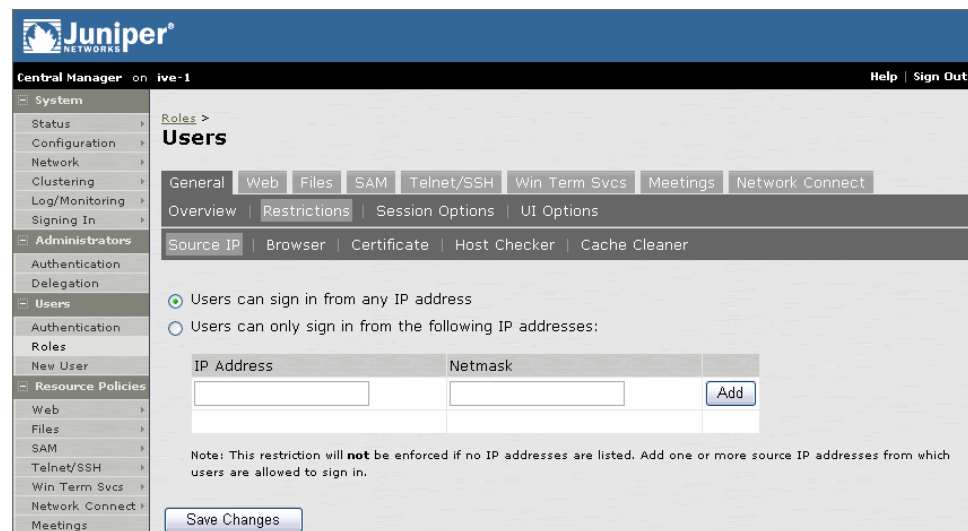 Juniper®
NETWORKS
Central Manager on ive-1
Help | Sign Out
System
Status
Configuration
Network
Clustering
Log/Monitoring
Signing In
Administrators
Authentication
Delegation
Users
Authentication
Roles
New User
Resource Policies
Web
Files
SAM
Telnet/SSH
Win Term Svcs
Network Connect
Meetings
Roles >
Users
General Web Files SAM Telnet/SSH Win Term Svcs Meetings Network Connect
Overview | Restrictions | Session Options | UI Options
Source IP | Browser | Certificate | Host Checker | Cache Cleaner
Users can sign in from any IP address
Users can only sign in from the following IP addresses:
IP Address Netmask
Add
Note: This restriction will not be enforced if no IP addresses are listed. Add one or more source IP addresses from which
users are allowed to sign in.
Save Changes